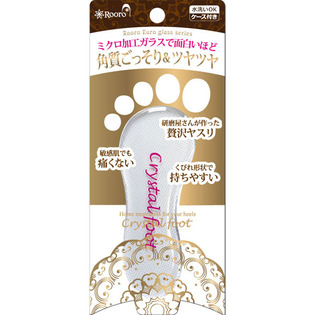 Rooro
水洗いOK
ケース付き
Rooro Euro glass series
ミクロ加工ガラスで面白いほど
角質ごっそり&ツヤツヤ
研磨屋さんが作った
贅沢ヤスリ
敏感肌でも
痛くない
くびれ形状で
持ちやすい
Crystal foot
Crystal foot